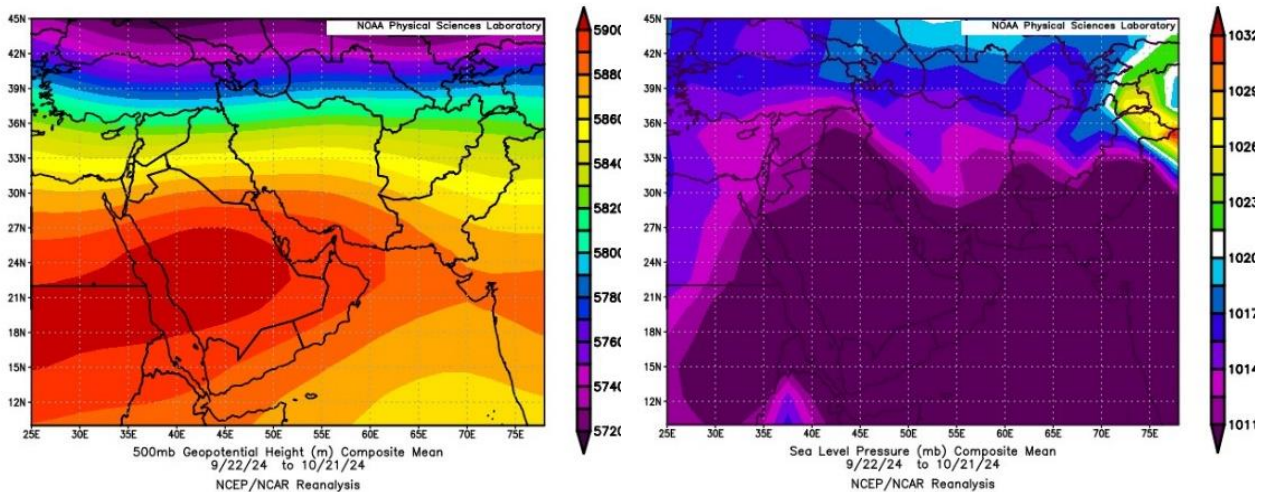 NOAA Physical Sciences Laboratory
45N
42N
39N
36N
33N
30N
27N
24N
21N
18N
15N
12N
25E 30E 35E 40E 45E 50E 55E 60E 65E 70E 75E
5900
5880
5860
5820
5800
5780
5760
5740
5720
500mb Geopotential Height (m) Composite Mean
9/22/24 to 10/21/24
NCEP/NCAR Reanalysis
NOAA Physical Sciences Laboratory
45N
42N
39N
36N
33N
30N
27N
24N
21N
18N
15N
12N
25E 30E 35E 40E 45E 50E 55E 60E 65E 70E 75E
1032
1029
1026
1023
1020
1017
1014
1011
Sea Level Pressure (mb) Composite Mean
9/22/24 to 10/21/24
NCEP/NCAR Reanalysis